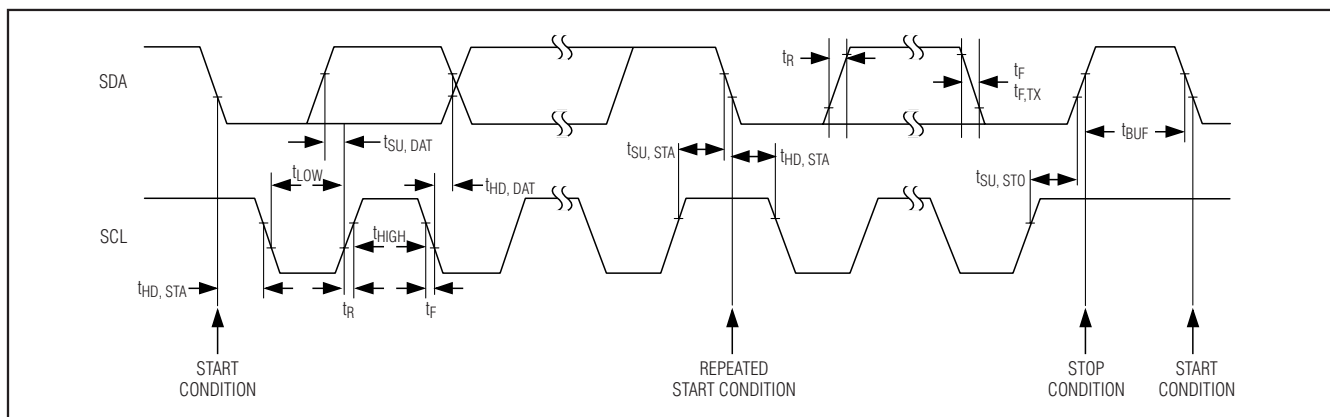 SDA
tR
tF
tF,TX
tSU, DAT
tSU, STA
tHD, STA
tBUF
tLOW
tHD, DAT
tSU, STO
SCL
tHIGH
tHD, STA
tR
tF
START
CONDITION
REPEATED
START CONDITION
STOP
CONDITION
START
CONDITION